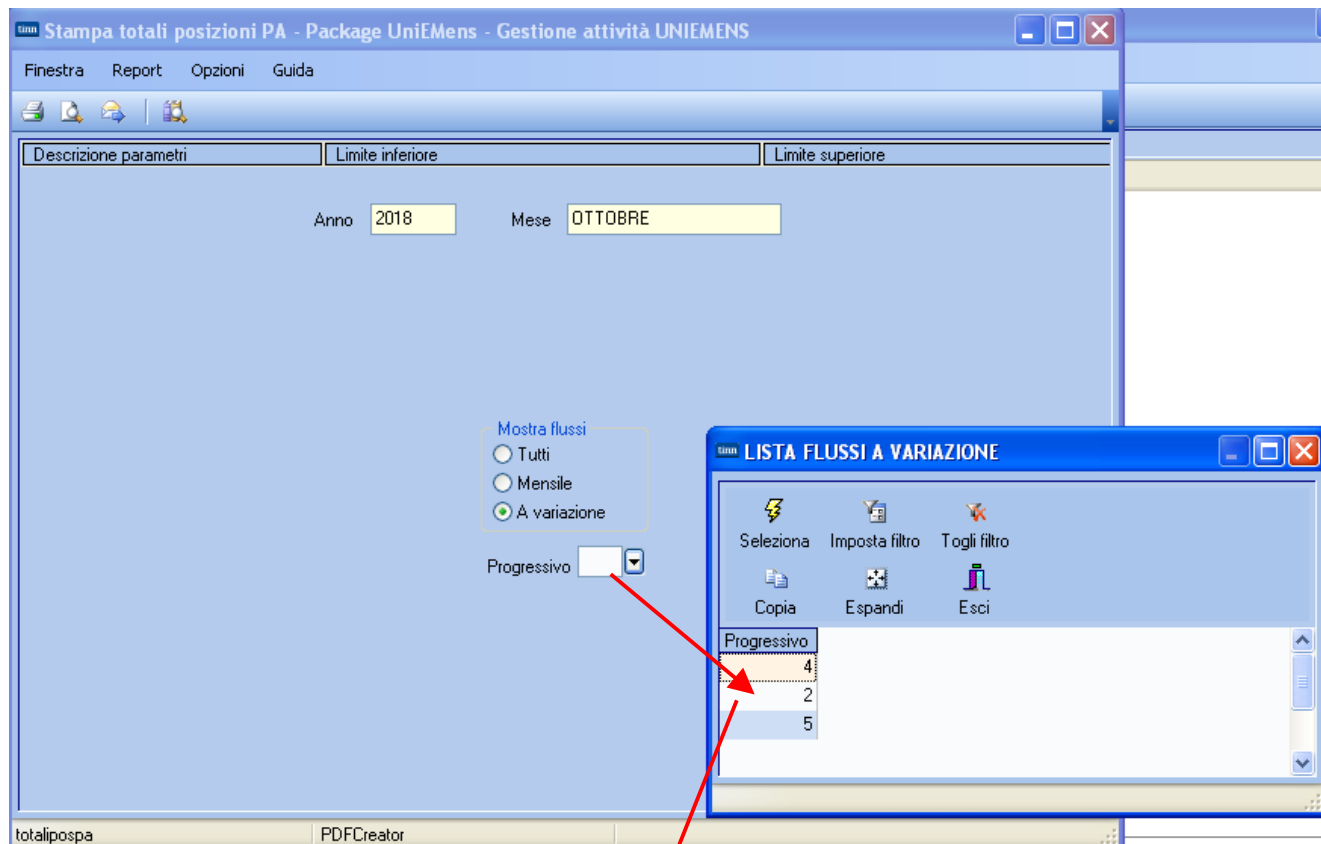 tinn Stampa totali posizioni PA - Package UniEMens - Gestione attività UNIEMENS
Finestra Report Opzioni Guida
Descrizione parametri Limite inferiore Limite superiore
Anno 2018 Mese OTTOBRE
Mostra flussi
Tutti
Mensile
A variazione
Progressivo
tinn LISTA FLUSSI A VARIAZIONE
Seleziona Imposta filtro Togli filtro
Copia Espandi Esci
Progressivo
4
2
5
totalipospa PDFCreator